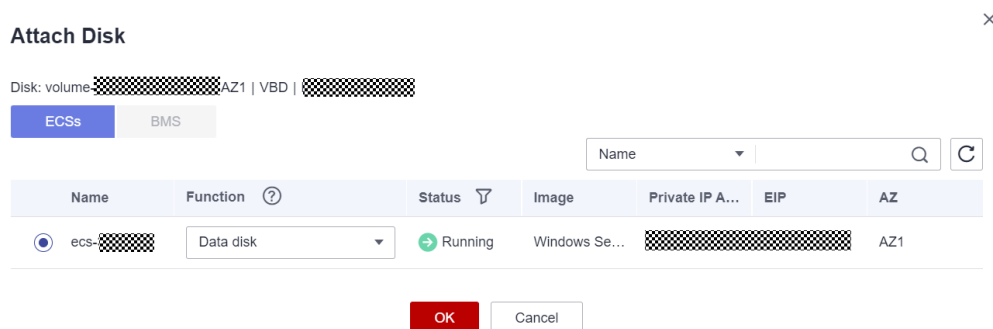 Attach Disk
Disk: volume- AZ1 | VBD |
ECSs BMS
Name
Name Function ? Status Image Private IP A... EIP AZ
ecs- Data disk Running Windows Se... AZ1
OK Cancel